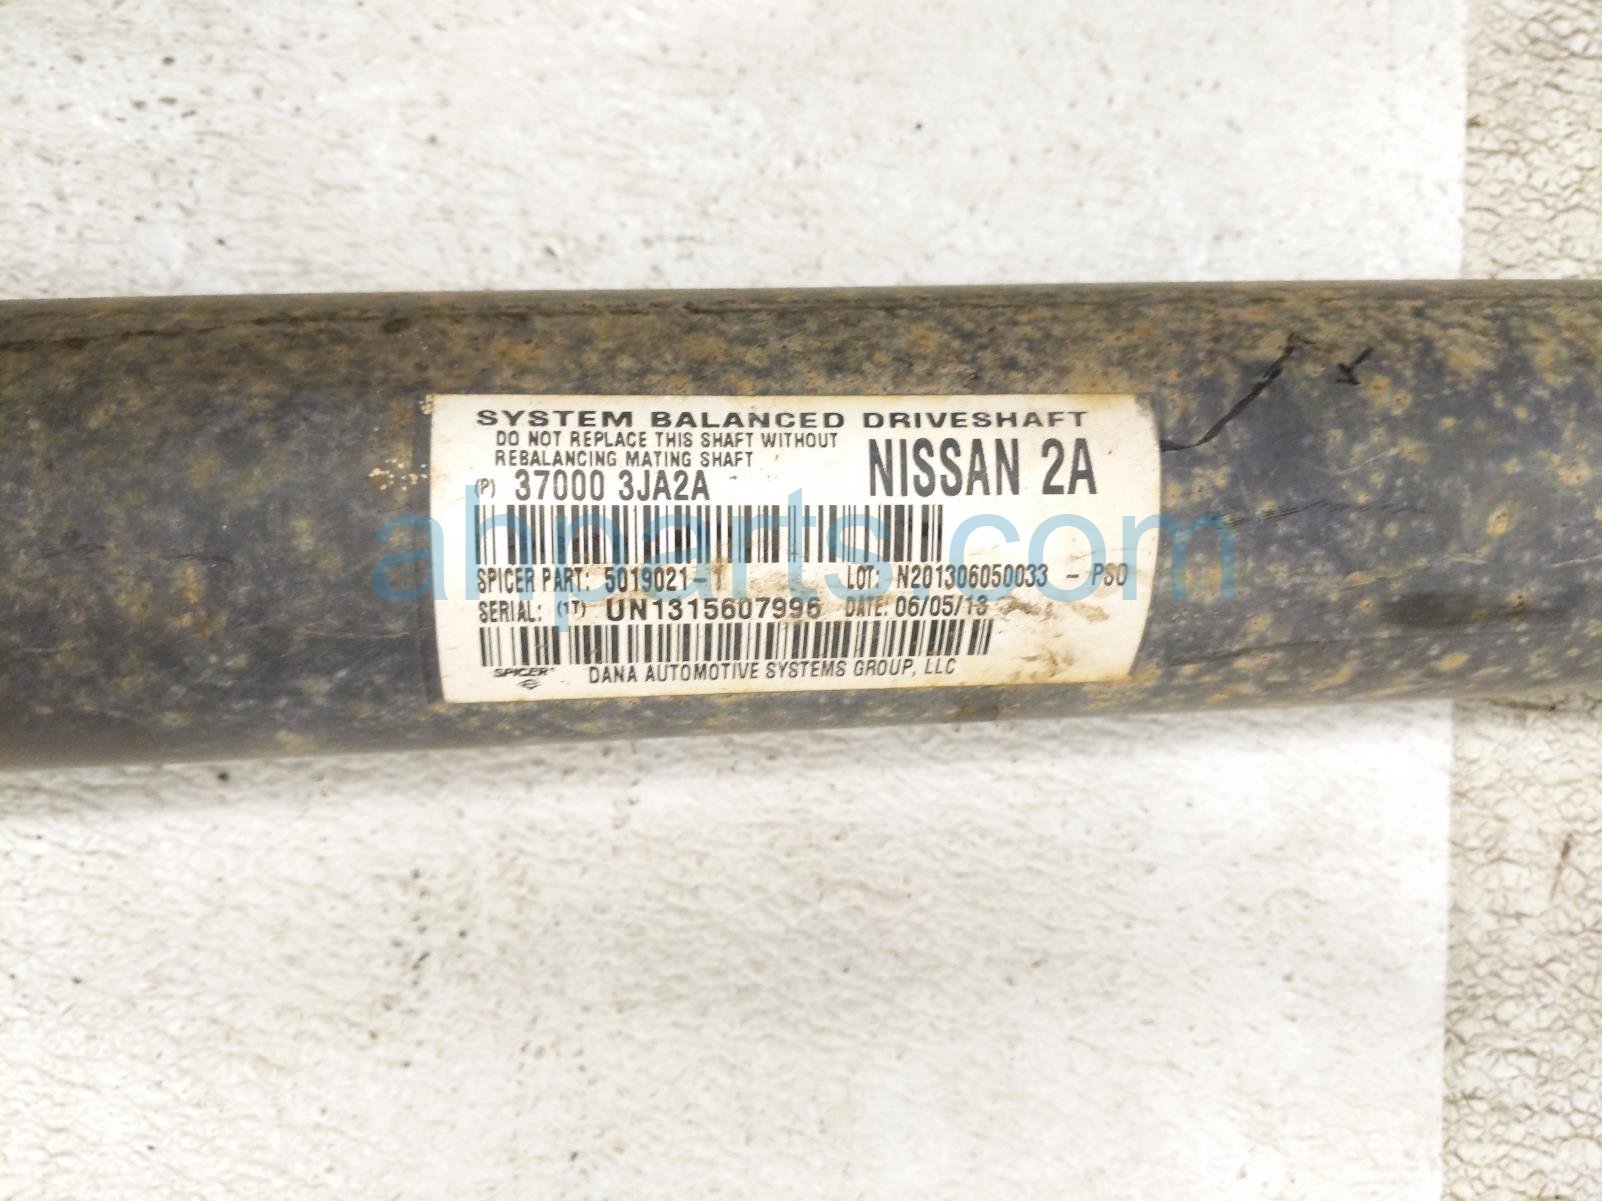 SYSTEM BALANCED DRIVESHAFT
DO NOT REPLACE THIS SHAFT WITHOUT
REBALANCING MATING SHAFT
NISSAN 2A
(P) 37000 3JA2A
ahparts.com
SPICER PART: 5019021-1 LOT: N201306050033 - PSO
SERIAL: (1T) UN1315607996 DATE: 06/05/13
SPICER DANA AUTOMOTIVE SYSTEMS GROUP, LLC